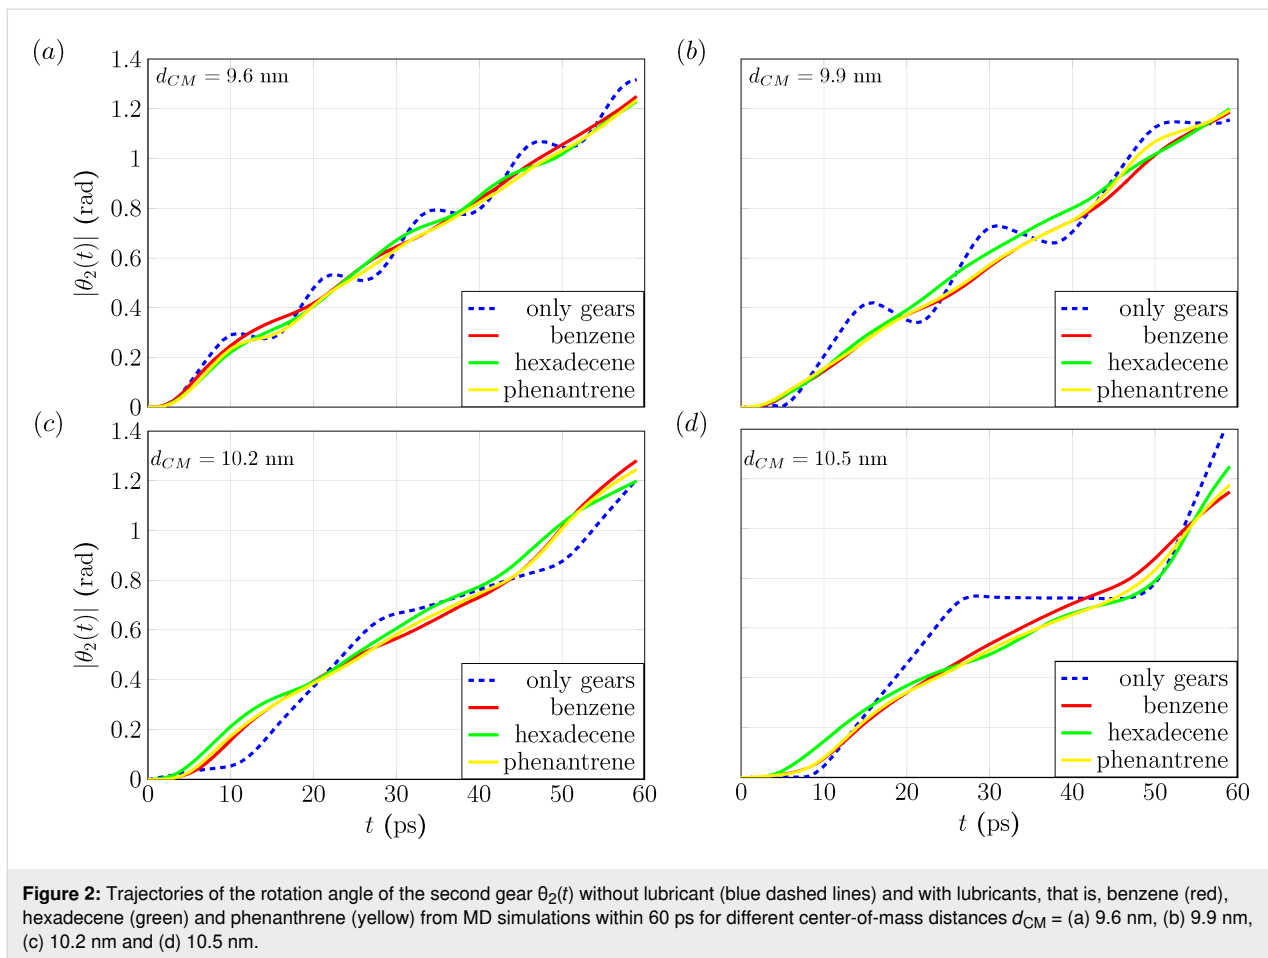 (a)
1.4
1.2
1
0.8
0.6
0.4
0.2
0
|θ₂(t)| (rad)
d_CM = 9.6 nm
only gears
benzene
hexadecene
phenantrene
(b)
d_CM = 9.9 nm
only gears
benzene
hexadecene
phenantrene
(c)
1.4
1.2
1
0.8
0.6
0.4
0.2
0
|θ₂(t)| (rad)
d_CM = 10.2 nm
only gears
benzene
hexadecene
phenantrene
0 10 20 30 40 50 60
t (ps)
(d)
d_CM = 10.5 nm
only gears
benzene
hexadecene
phenantrene
0 10 20 30 40 50 60
t (ps)
Figure 2: Trajectories of the rotation angle of the second gear θ₂(t) without lubricant (blue dashed lines) and with lubricants, that is, benzene (red),
hexadecene (green) and phenanthrene (yellow) from MD simulations within 60 ps for different center-of-mass distances d_CM = (a) 9.6 nm, (b) 9.9 nm,
(c) 10.2 nm and (d) 10.5 nm.